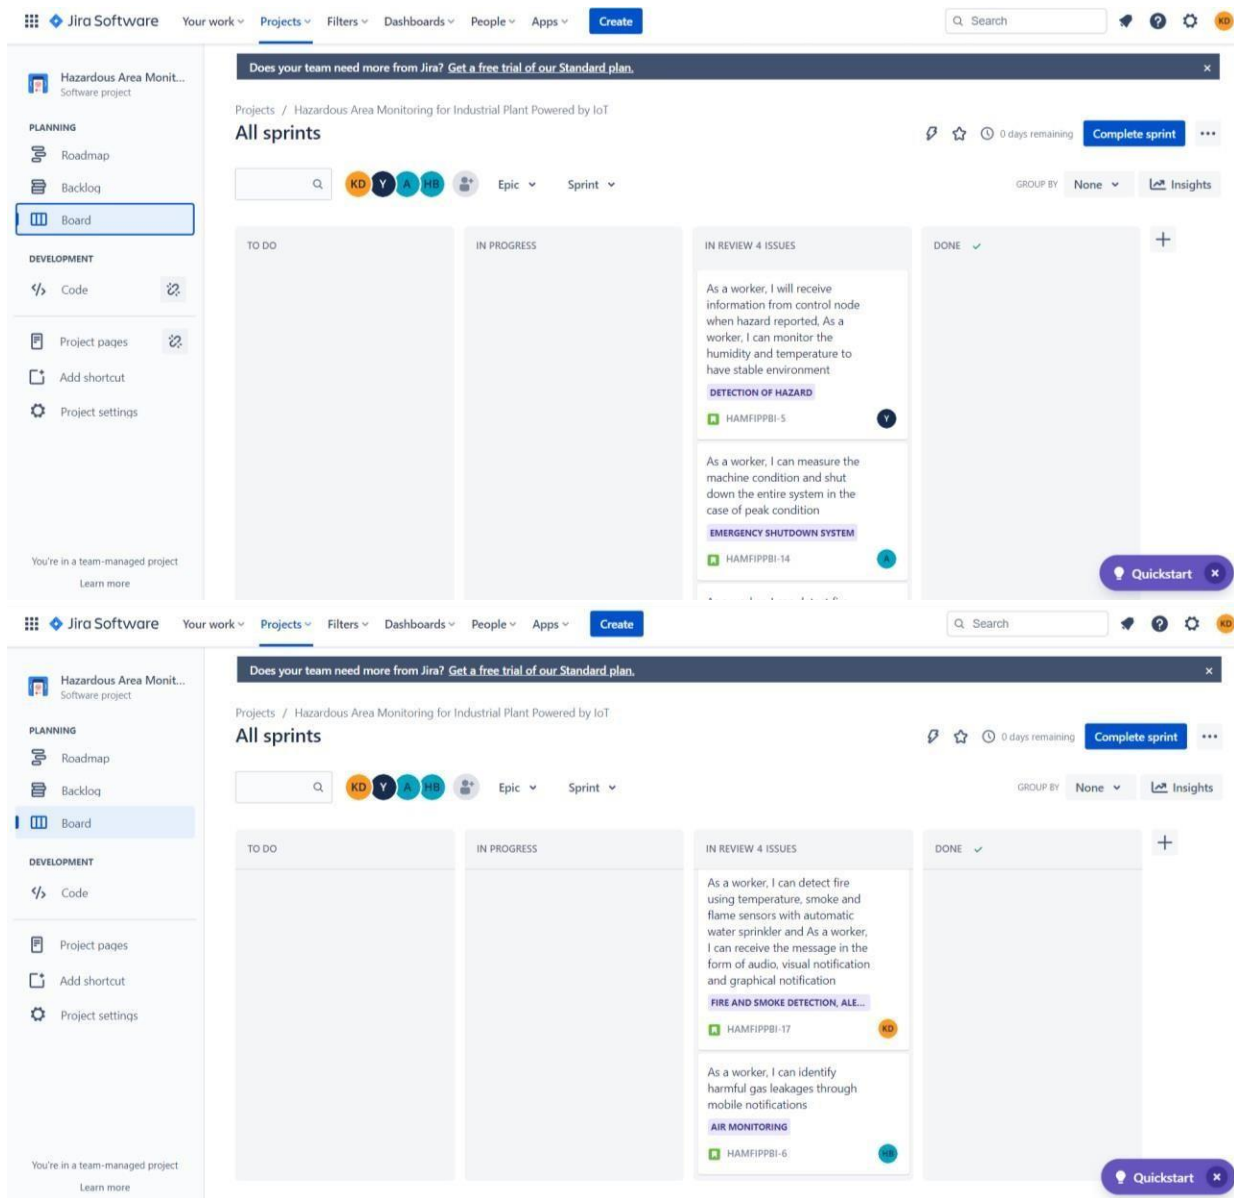 Jira Software Your work Projects Filters Dashboards People Apps Create Search KD
Hazardous Area Monit...
Software project
PLANNING
Roadmap
Backlog
Board
DEVELOPMENT
Code
Project pages
Add shortcut
Project settings
You're in a team-managed project
Learn more
Does your team need more from Jira? Get a free trial of our Standard plan.
Projects / Hazardous Area Monitoring for Industrial Plant Powered by IoT
All sprints
0 days remaining Complete sprint
KD Y A HB Epic Sprint GROUP BY None Insights
TO DO
IN PROGRESS
IN REVIEW 4 ISSUES
As a worker, I will receive
information from control node
when hazard reported, As a
worker, I can monitor the
humidity and temperature to
have stable environment
DETECTION OF HAZARD
HAMFIPPBI-5 Y
As a worker, I can measure the
machine condition and shut
down the entire system in the
case of peak condition
EMERGENCY SHUTDOWN SYSTEM
HAMFIPPBI-14 A
DONE
Quickstart
Jira Software Your work Projects Filters Dashboards People Apps Create Search KD
Hazardous Area Monit...
Software project
PLANNING
Roadmap
Backlog
Board
DEVELOPMENT
Code
Project pages
Add shortcut
Project settings
You're in a team-managed project
Learn more
Does your team need more from Jira? Get a free trial of our Standard plan.
Projects / Hazardous Area Monitoring for Industrial Plant Powered by IoT
All sprints
0 days remaining Complete sprint
KD Y A HB Epic Sprint GROUP BY None Insights
TO DO
IN PROGRESS
IN REVIEW 4 ISSUES
As a worker, I can detect fire
using temperature, smoke and
flame sensors with automatic
water sprinkler and As a worker,
I can receive the message in the
form of audio, visual notification
and graphical notification
FIRE AND SMOKE DETECTION, ALE...
HAMFIPPBI-17 KD
As a worker, I can identify
harmful gas leakages through
mobile notifications
AIR MONITORING
HAMFIPPBI-6 HB
DONE
Quickstart